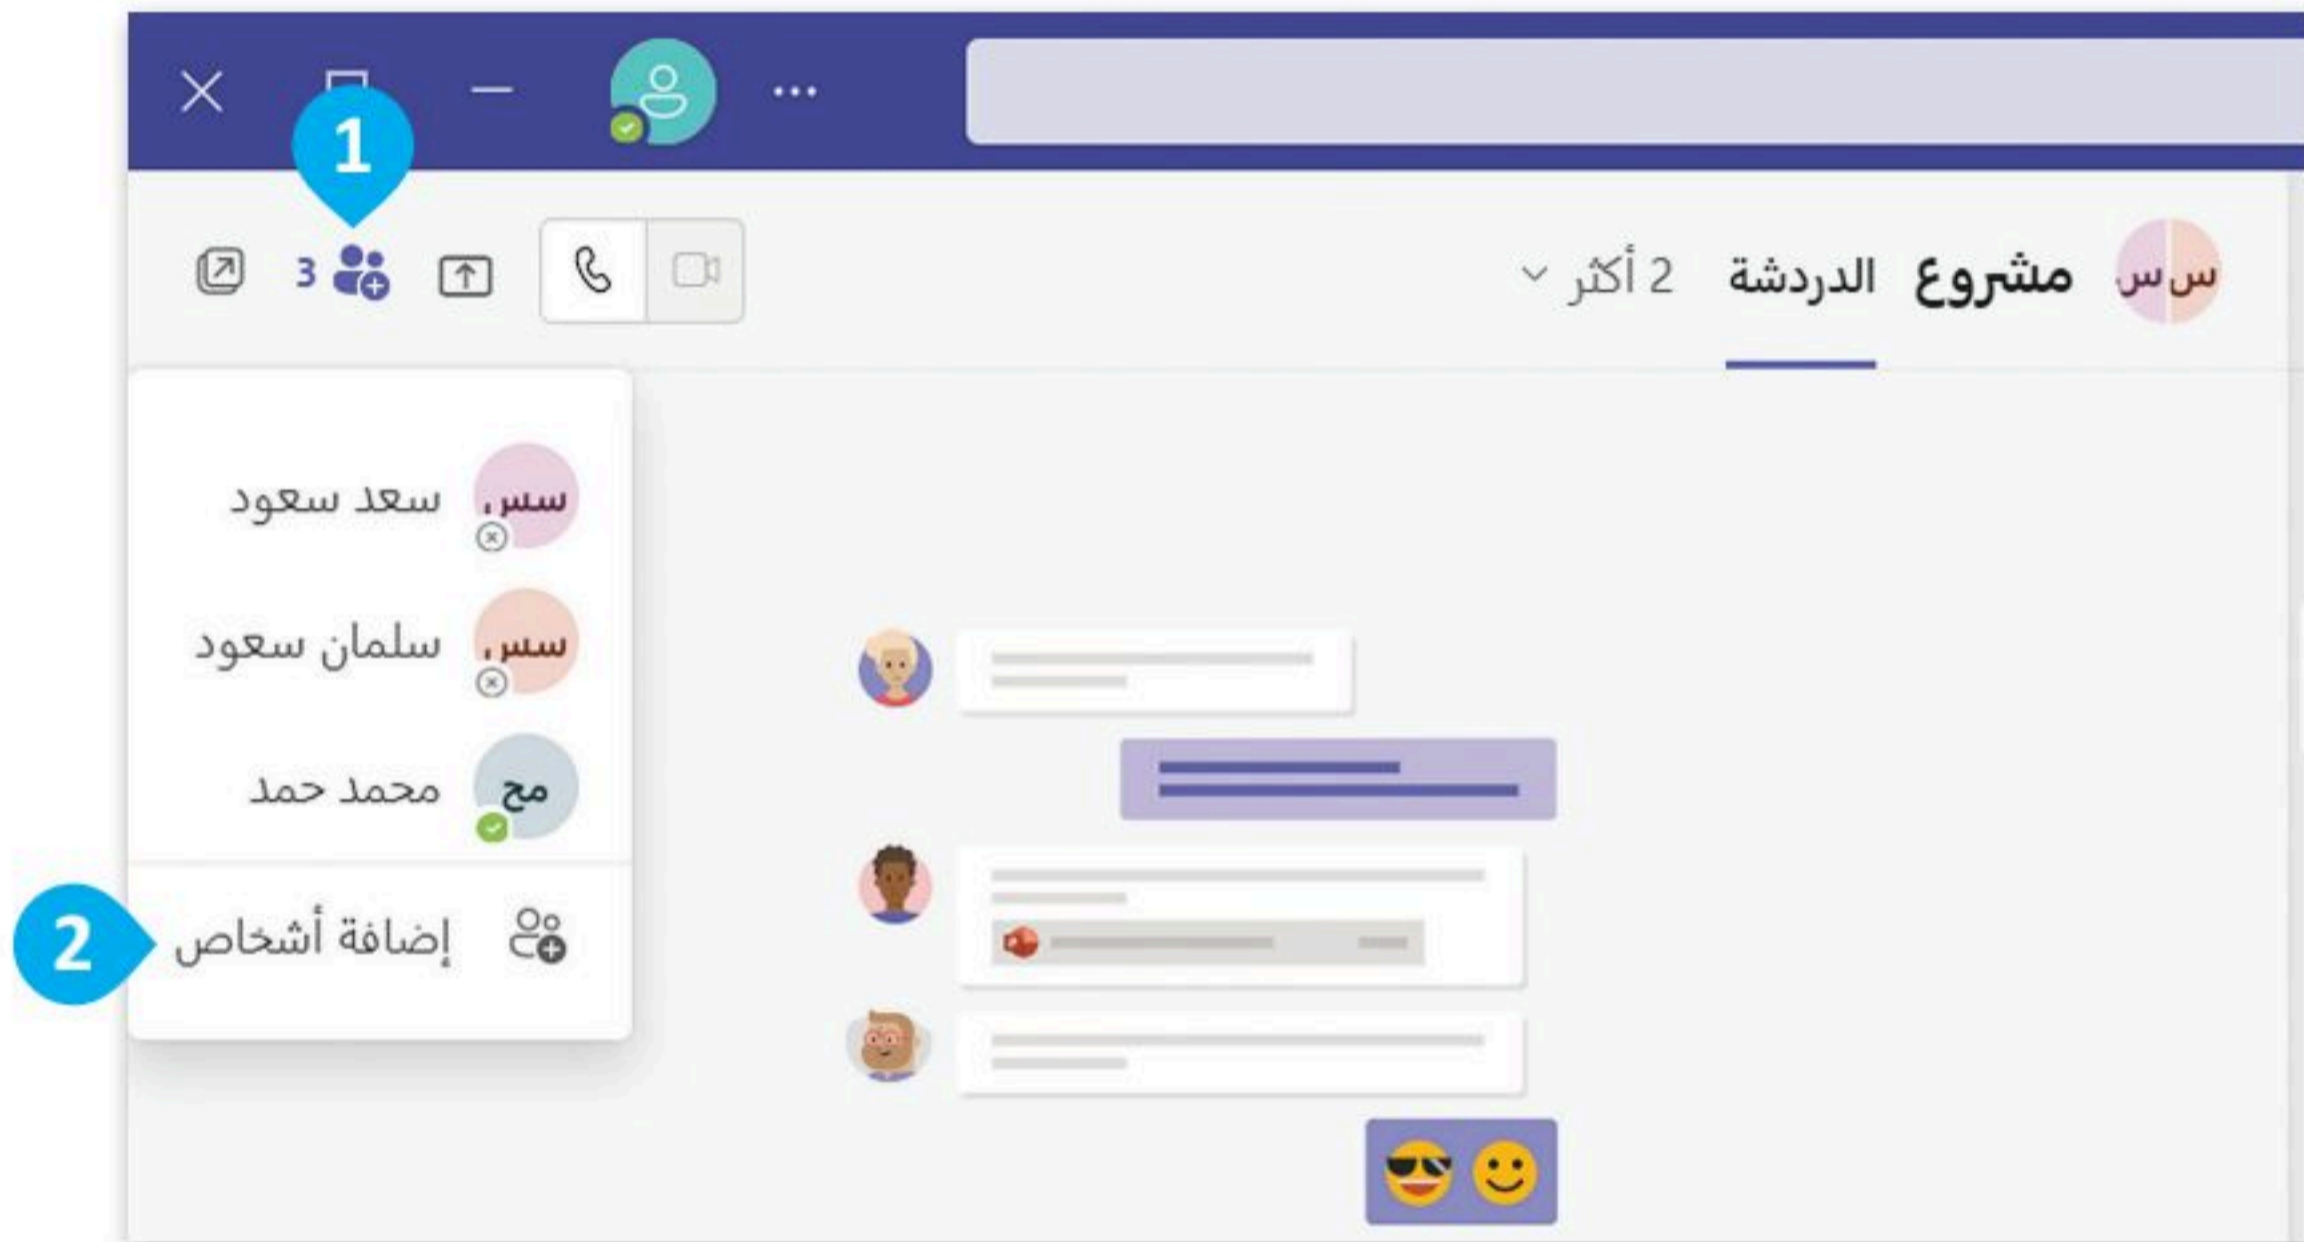 1
س س مشروع الدردشة 2 أكثر
3
سس سعد سعود
سس سلمان سعود
مح محمد حمد
إضافة أشخاص
2